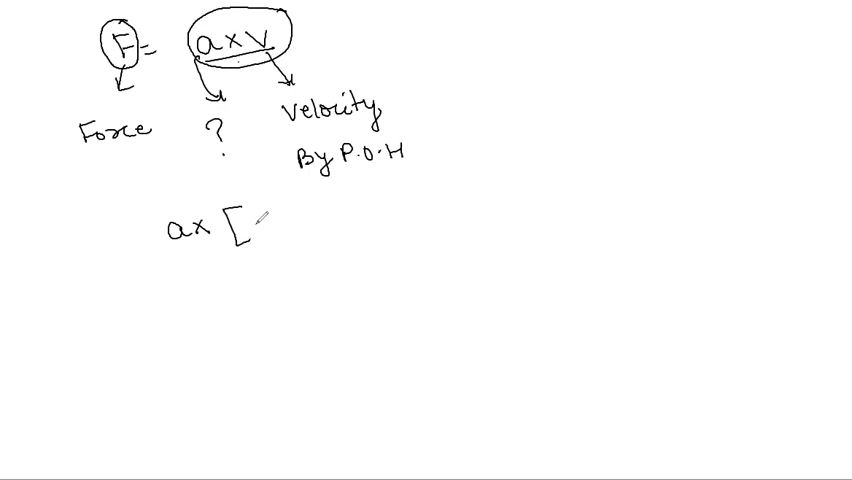 F = a x v
Force ? Velocity
By P.O.H
a x [